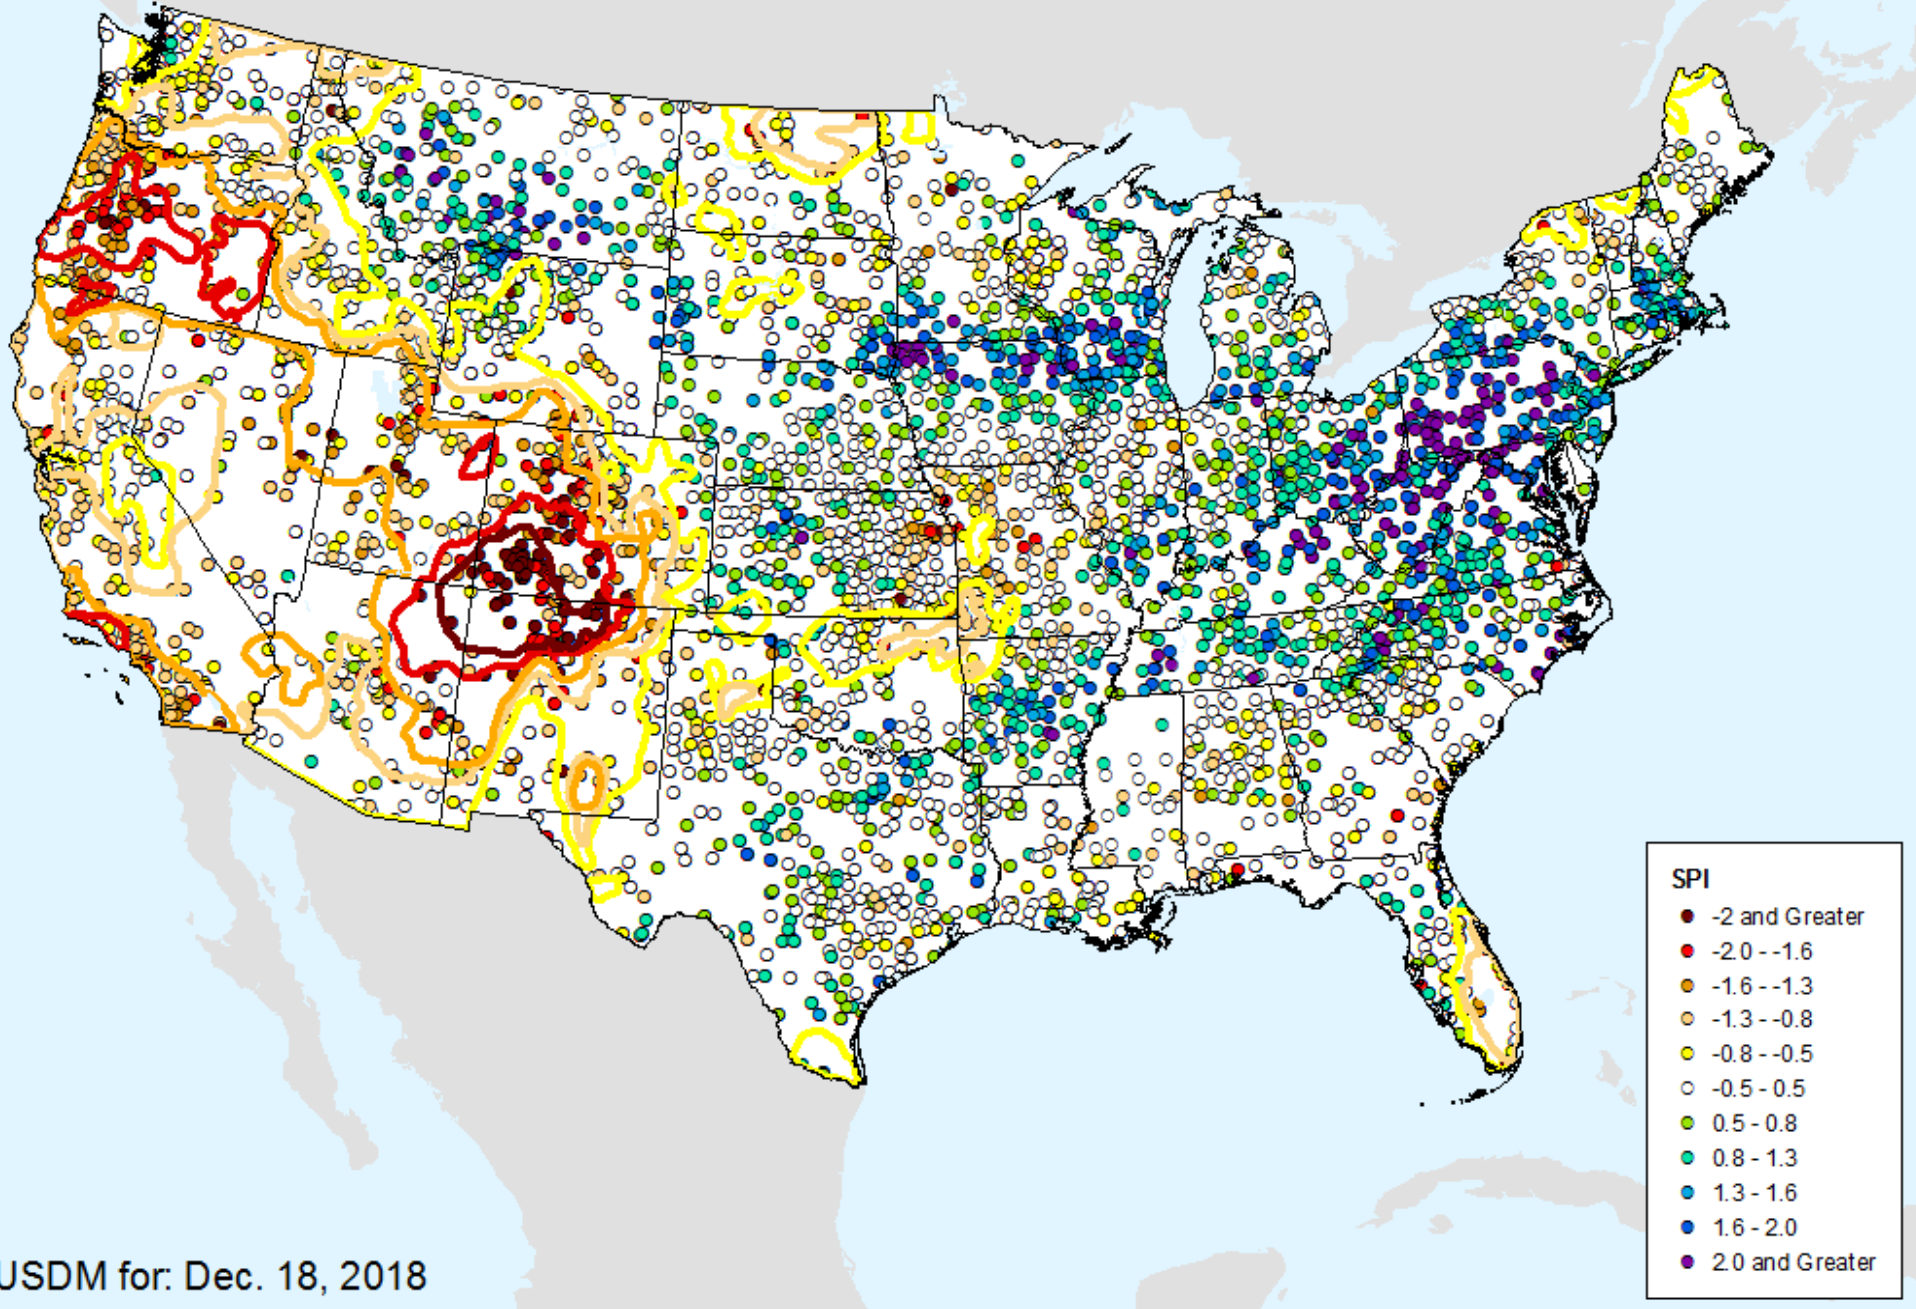 SPI
-2 and Greater
-2.0 - -1.6
-1.6 - -1.3
-1.3 - -0.8
-0.8 - -0.5
-0.5 - 0.5
0.5 - 0.8
0.8 - 1.3
1.3 - 1.6
1.6 - 2.0
2.0 and Greater
USDM for: Dec. 18, 2018